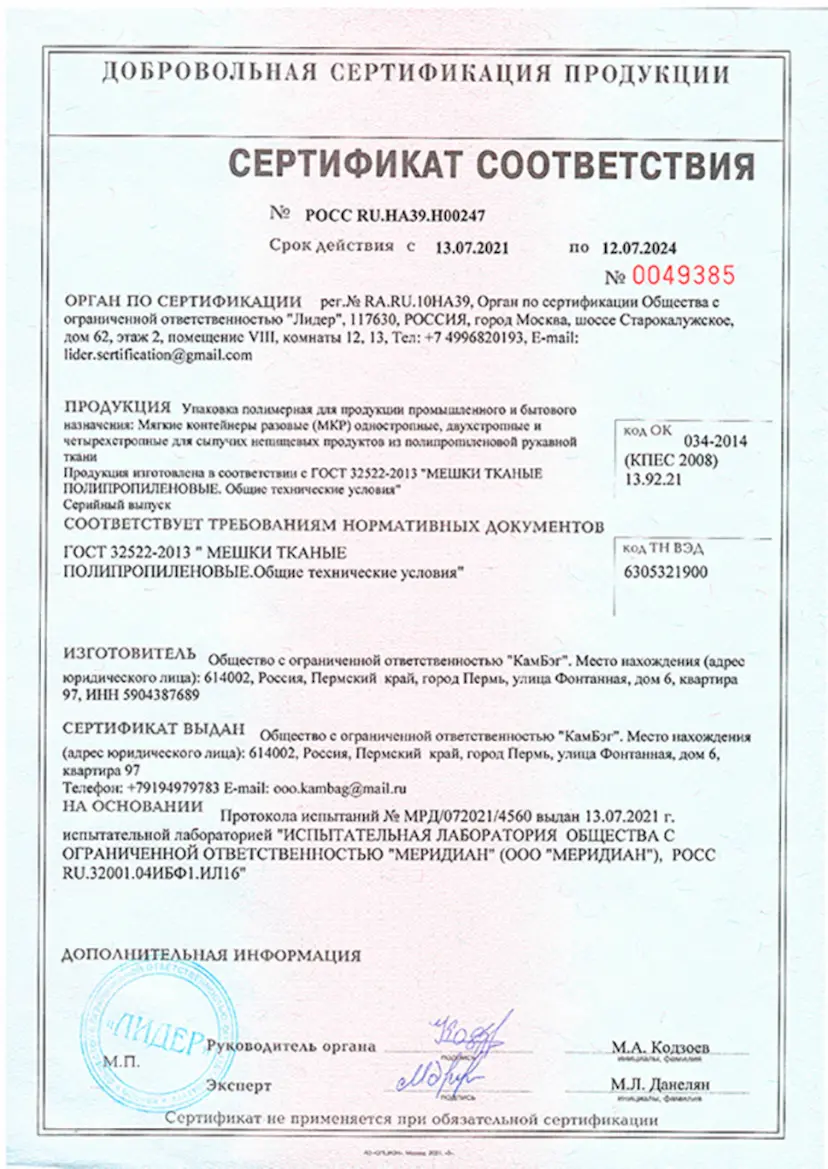 ДОБРОВОЛЬНАЯ СЕРТИФИКАЦИЯ ПРОДУКЦИИ
СЕРТИФИКАТ СООТВЕТСТВИЯ
№ РОСС RU.НА39.Н00247
Срок действия с 13.07.2021 по 12.07.2024
№ 0049385
ОРГАН ПО СЕРТИФИКАЦИИ рег.№ RA.RU.10НА39, Орган по сертификации Общества с
ограниченной ответственностью "Лидер", 117630, РОССИЯ, город Москва, шоссе Старокалужское,
дом 62, этаж 2, помещение VIII, комнаты 12, 13, Тел: +7 4996820193, E-mail:
lider.sertification@gmail.com
ПРОДУКЦИЯ Упаковка полимерная для продукции промышленного и бытового
назначения: Мягкие контейнеры разовые (МКР) одностропные, двухстропные и
четырехстропные для сыпучих непищевых продуктов из полипропиленовой рукавной
ткани
Продукция изготовлена в соответствии с ГОСТ 32522-2013 "МЕШКИ ТКАНЫЕ
ПОЛИПРОПИЛЕНОВЫЕ. Общие технические условия"
Серийный выпуск
код ОК 034-2014
(КПЕС 2008)
13.92.21
СООТВЕТСТВУЕТ ТРЕБОВАНИЯМ НОРМАТИВНЫХ ДОКУМЕНТОВ
ГОСТ 32522-2013 " МЕШКИ ТКАНЫЕ
ПОЛИПРОПИЛЕНОВЫЕ.Общие технические условия"
код ТН ВЭД
6305321900
ИЗГОТОВИТЕЛЬ Общество с ограниченной ответственностью "КамБэг". Место нахождения (адрес
юридического лица): 614002, Россия, Пермский край, город Пермь, улица Фонтанная, дом 6, квартира
97, ИНН 5904387689
СЕРТИФИКАТ ВЫДАН Общество с ограниченной ответственностью "КамБэг". Место нахождения
(адрес юридического лица): 614002, Россия, Пермский край, город Пермь, улица Фонтанная, дом 6,
квартира 97
Телефон: +79194979783 E-mail: ooo.kambag@mail.ru
НА ОСНОВАНИИ Протокола испытаний № МРД/072021/4560 выдан 13.07.2021 г.
испытательной лабораторией "ИСПЫТАТЕЛЬНАЯ ЛАБОРАТОРИЯ ОБЩЕСТВА С
ОГРАНИЧЕННОЙ ОТВЕТСТВЕННОСТЬЮ "МЕРИДИАН" (ООО "МЕРИДИАН"), РОСС
RU.32001.04ИБФ1.ИЛ16"
ДОПОЛНИТЕЛЬНАЯ ИНФОРМАЦИЯ
"ЛИДЕР"
М.П.
Руководитель органа
подпись
М.А. Кодзоев
инициалы, фамилия
Эксперт
подпись
М.Л. Данелян
инициалы, фамилия
Сертификат не применяется при обязательной сертификации